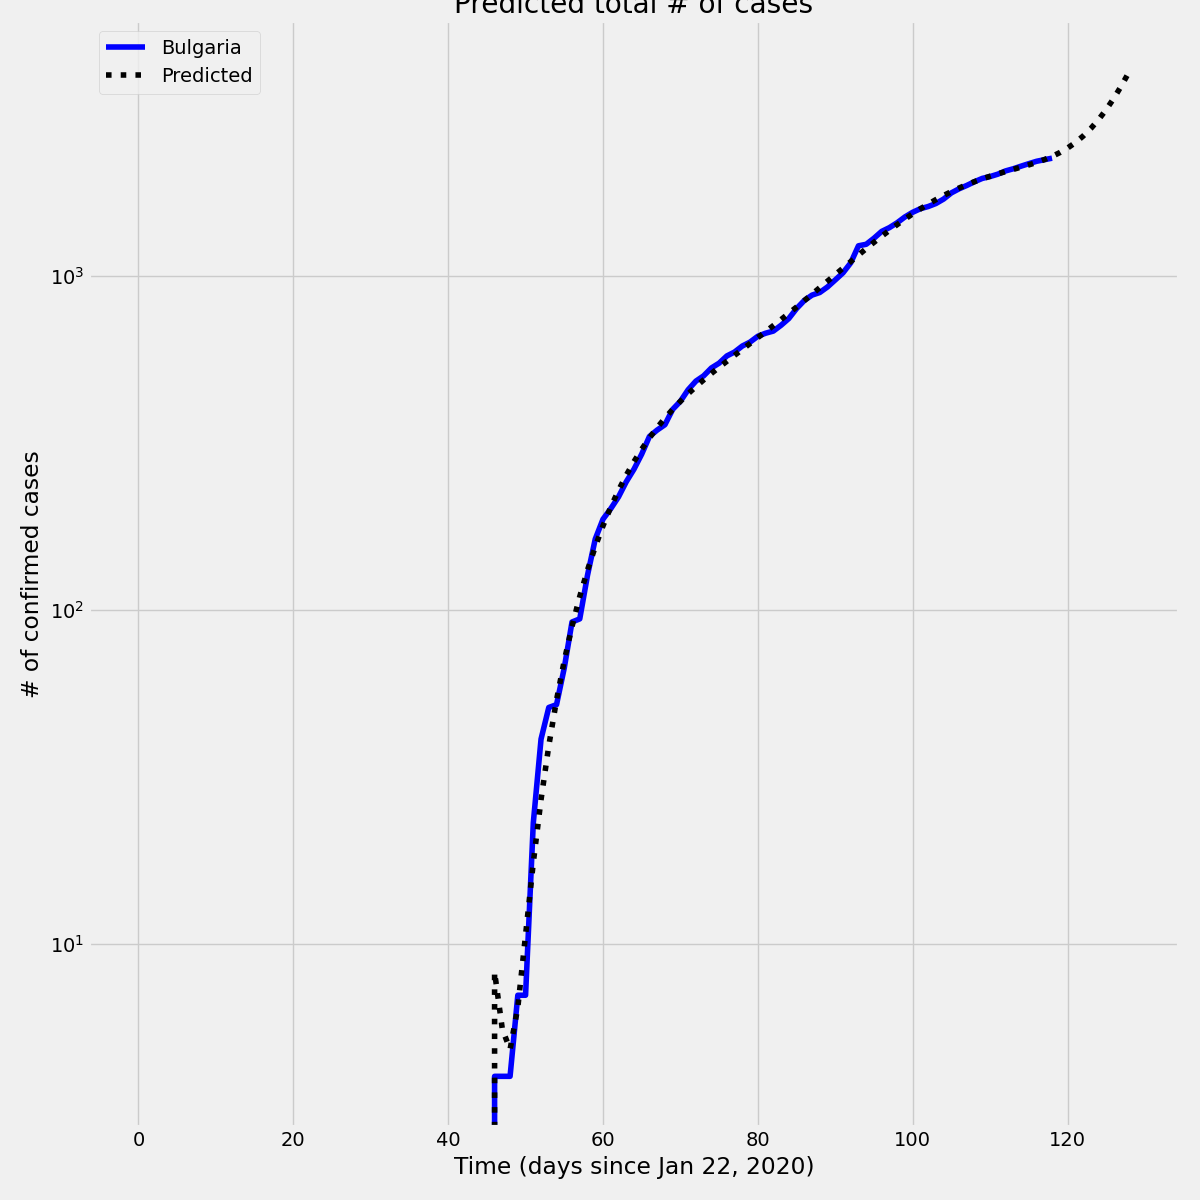 Predicted total # of cases
Bulgaria
Predicted
10³
10²
10¹
# of confirmed cases
0 20 40 60 80 100 120
Time (days since Jan 22, 2020)